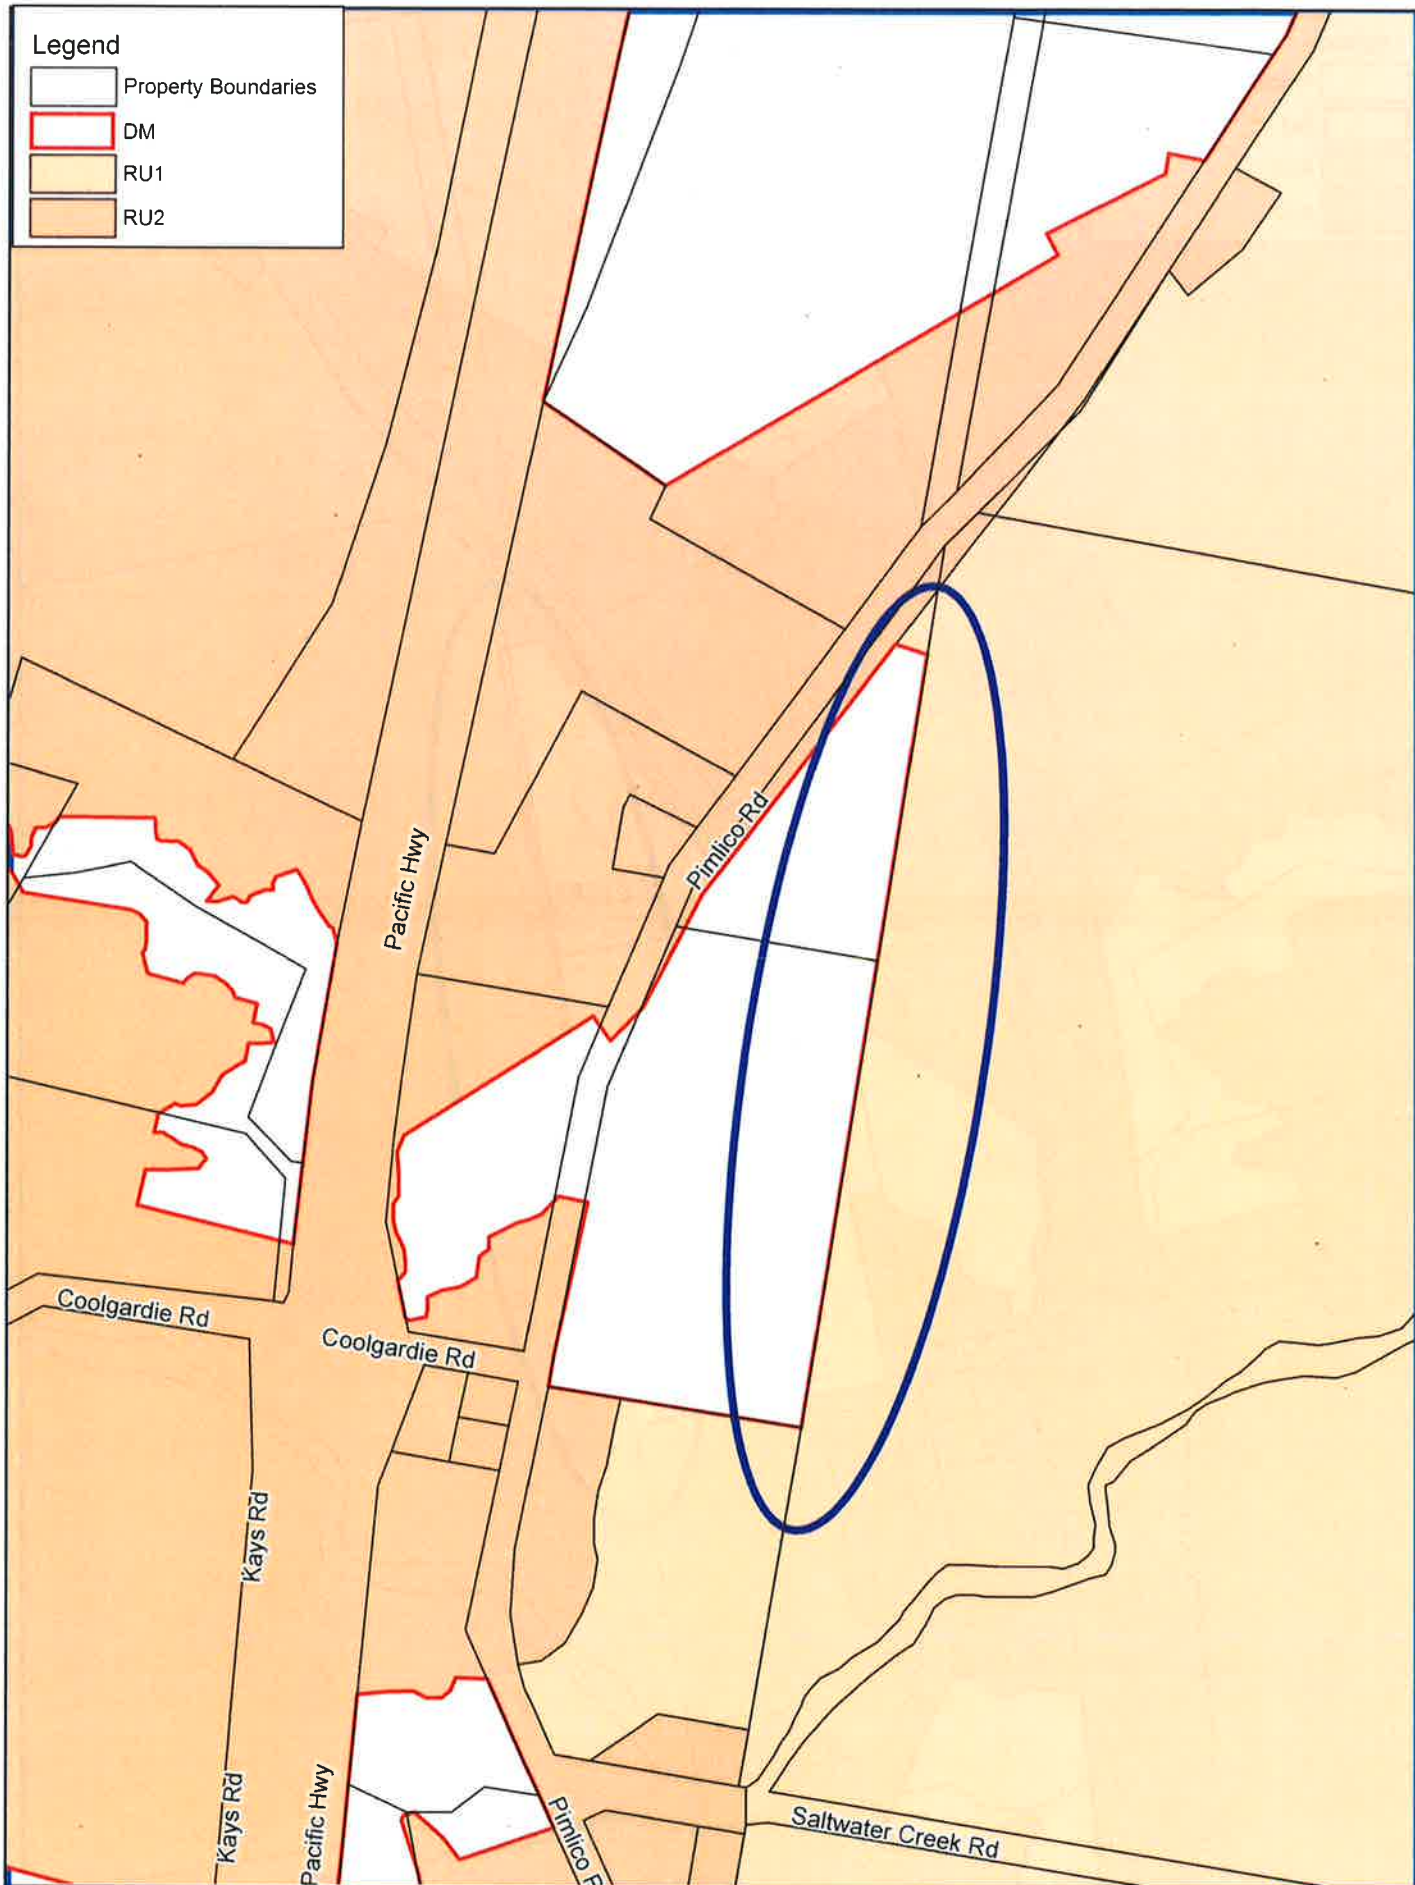 Legend
Property Boundaries
DM
RU1
RU2
Pimlico Rd
Pacific Hwy
Coolgardie Rd
Coolgardie Rd
Kays Rd
Kays Rd
Pacific Hwy
Pimlico R
Saltwater Creek Rd